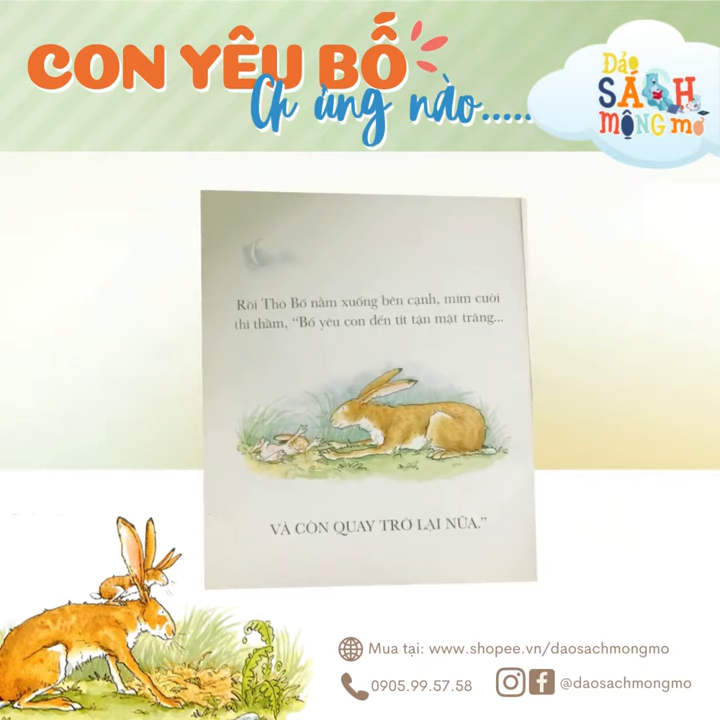 CON YÊU BỐ
Chừng nào.....
Đảo
SÁCH
MỘNG MƠ
Rồi Thỏ Bố nằm xuống bên cạnh, mỉm cười
thì thầm, “Bố yêu con đến tít tận mặt trăng...
VÀ CÒN QUAY TRỞ LẠI NỮA.”
Mua tại: www.shopee.vn/daosachmongmo
0905.99.57.58
@daosachmongmo